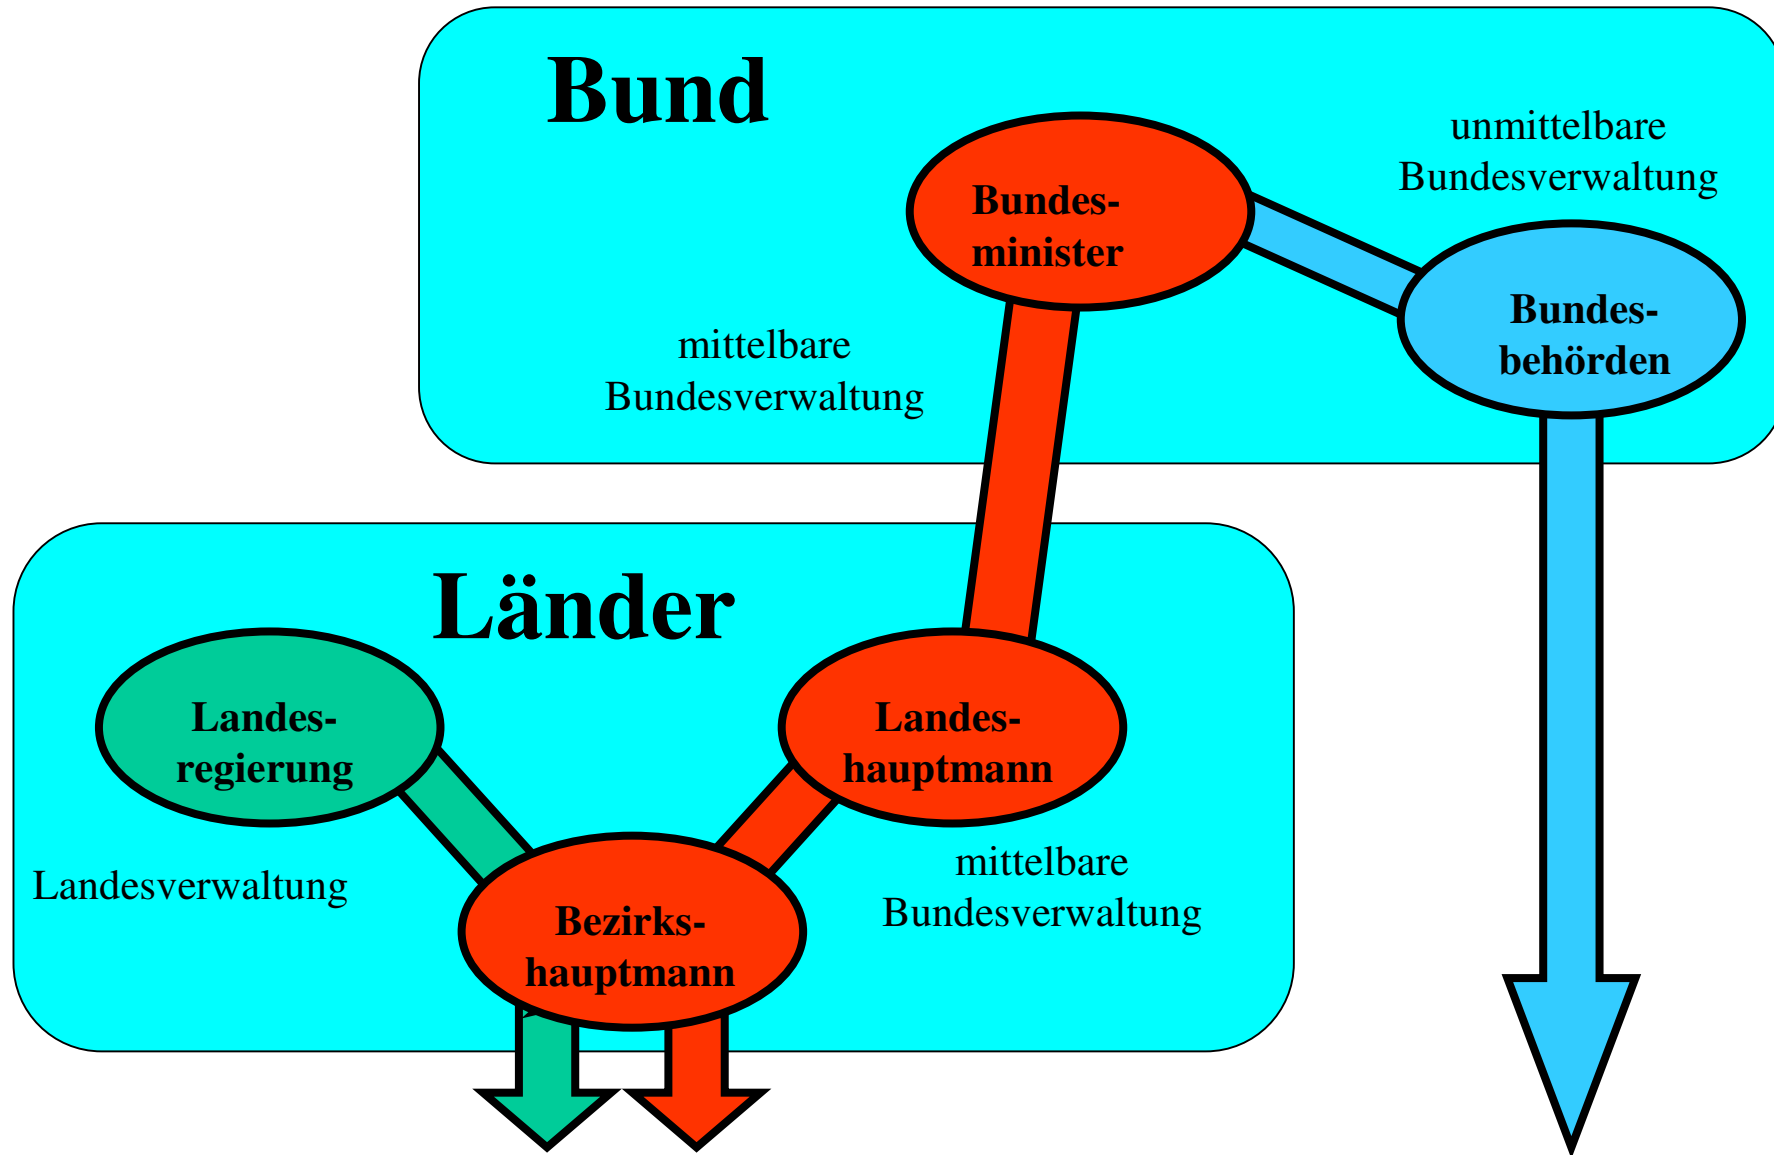 Bund
unmittelbare
Bundesverwaltung
Bundes-
minister
Bundes-
behörden
mittelbare
Bundesverwaltung
Länder
Landes-
regierung
Landes-
hauptmann
Landesverwaltung
mittelbare
Bundesverwaltung
Bezirks-
hauptmann